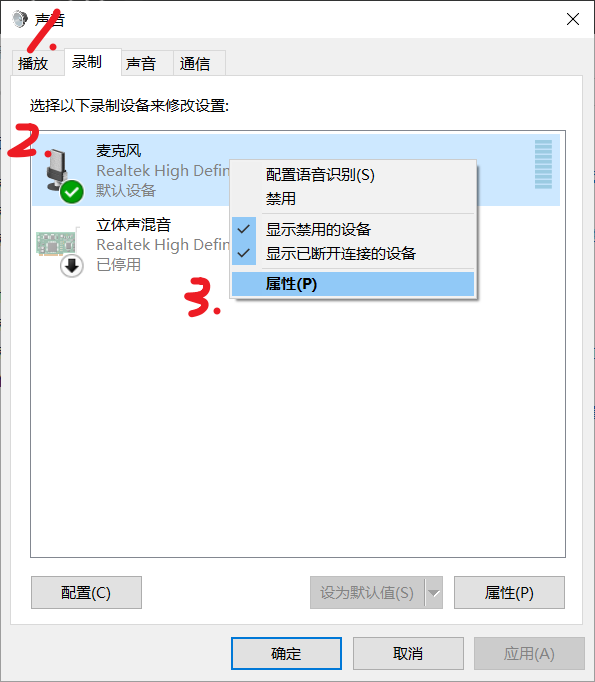 声音
1.
播放 录制 声音 通信
选择以下录制设备来修改设置:
2.
麦克风
Realtek High Defin
默认设备
配置语音识别(S)
禁用
显示禁用的设备
显示已断开连接的设备
属性(P)
立体声混音
Realtek High Defin
已停用
3.
配置(C) 设为默认值(S) 属性(P)
确定 取消 应用(A)